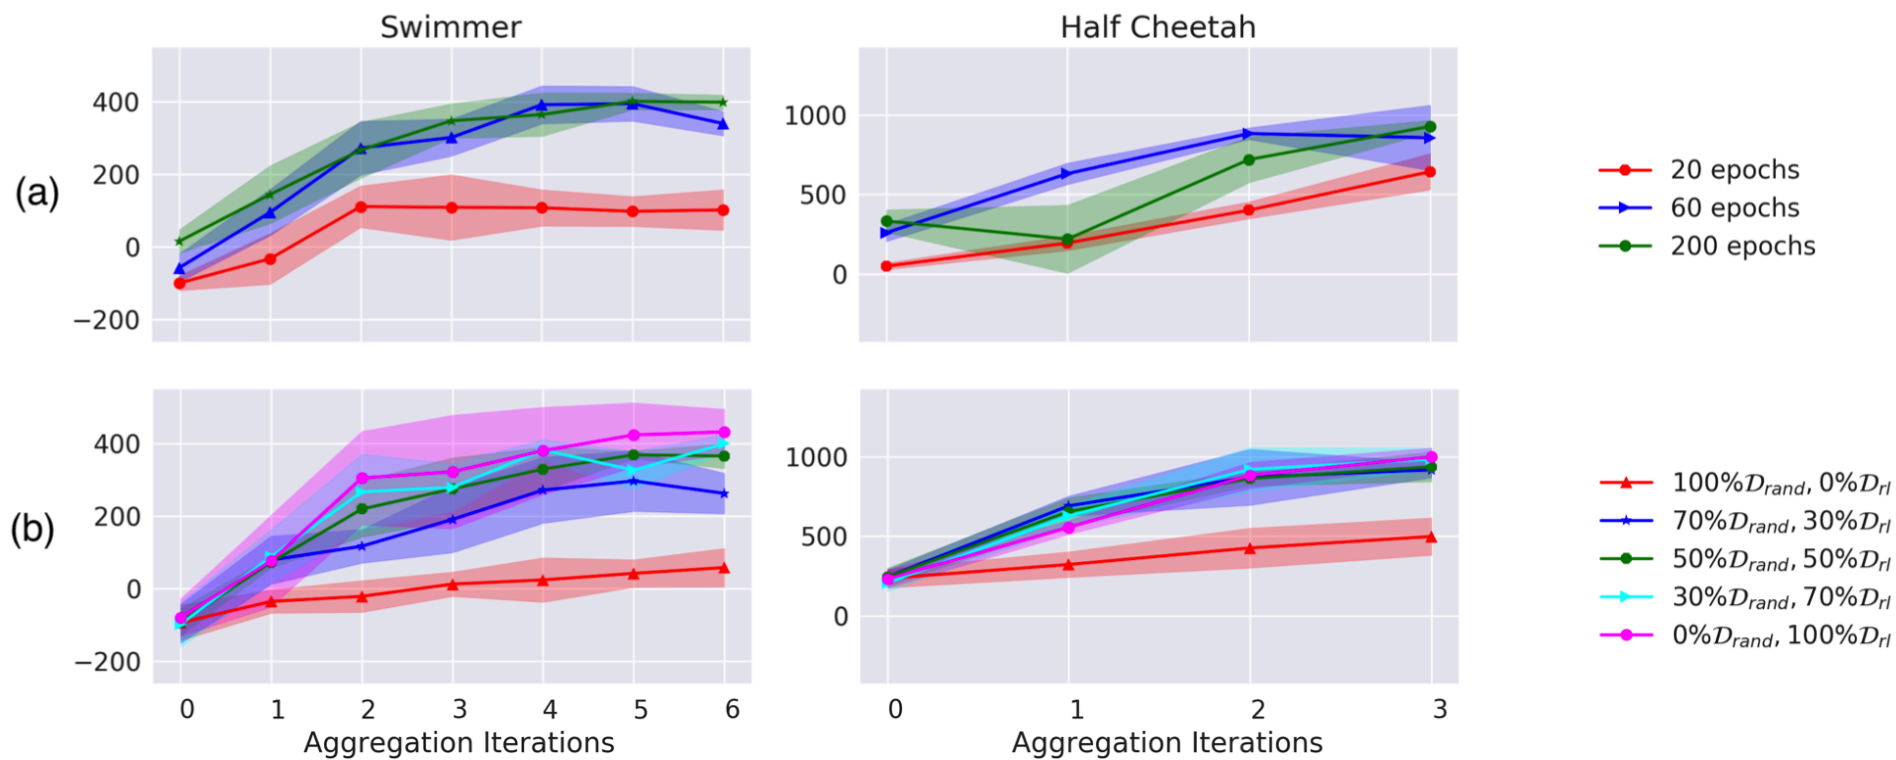 Swimmer
Half Cheetah
(a)
400
200
0
−200
1000
500
0
20 epochs
60 epochs
200 epochs
(b)
400
200
0
−200
0 1 2 3 4 5 6
Aggregation Iterations
1000
500
0
0 1 2 3
Aggregation Iterations
100%𝒟rand, 0%𝒟rl
70%𝒟rand, 30%𝒟rl
50%𝒟rand, 50%𝒟rl
30%𝒟rand, 70%𝒟rl
0%𝒟rand, 100%𝒟rl